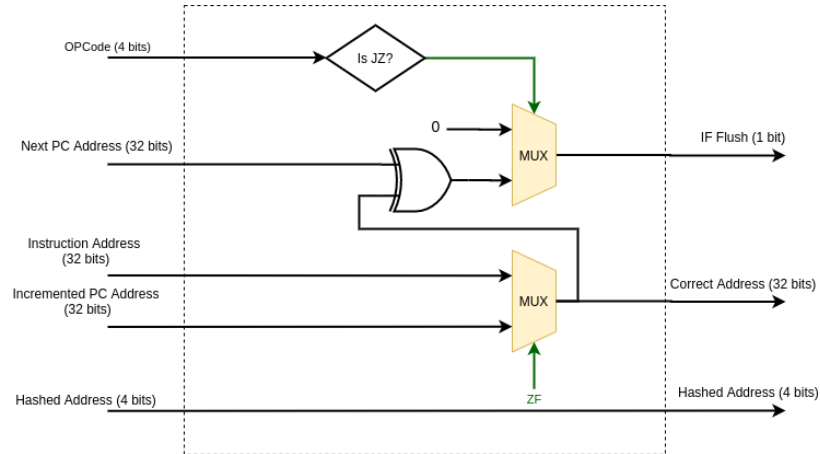 OPCode (4 bits)
Is JZ?
0
MUX
IF Flush (1 bit)
Next PC Address (32 bits)
Instruction Address
(32 bits)
Incremented PC Address
(32 bits)
MUX
Correct Address (32 bits)
ZF
Hashed Address (4 bits)
Hashed Address (4 bits)